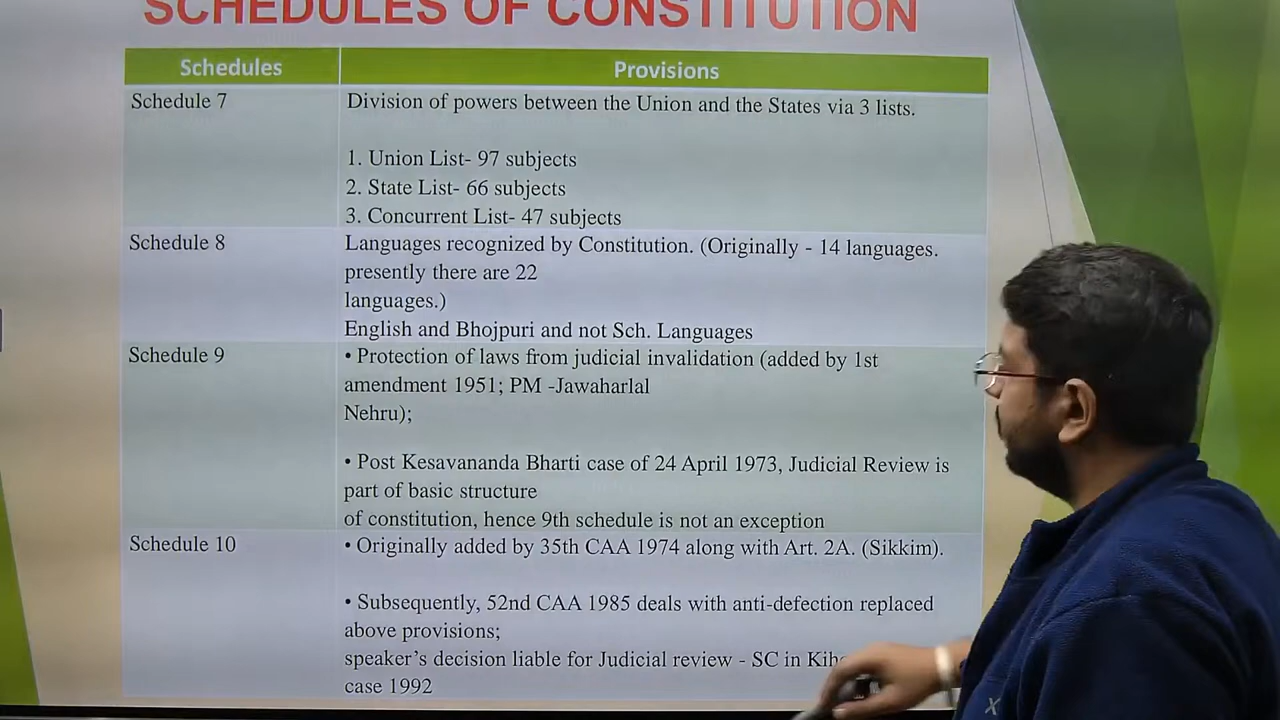 SCHEDULES OF CONSTITUTION
Schedules
Provisions
Schedule 7
Division of powers between the Union and the States via 3 lists.
1. Union List- 97 subjects
2. State List- 66 subjects
3. Concurrent List- 47 subjects
Schedule 8
Languages recognized by Constitution. (Originally - 14 languages.
presently there are 22
languages.)
English and Bhojpuri and not Sch. Languages
Schedule 9
• Protection of laws from judicial invalidation (added by 1st
amendment 1951; PM -Jawaharlal
Nehru);
• Post Kesavananda Bharti case of 24 April 1973, Judicial Review is
part of basic structure
of constitution, hence 9th schedule is not an exception
Schedule 10
• Originally added by 35th CAA 1974 along with Art. 2A. (Sikkim).
• Subsequently, 52nd CAA 1985 deals with anti-defection replaced
above provisions;
speaker’s decision liable for Judicial review - SC in
case 1992